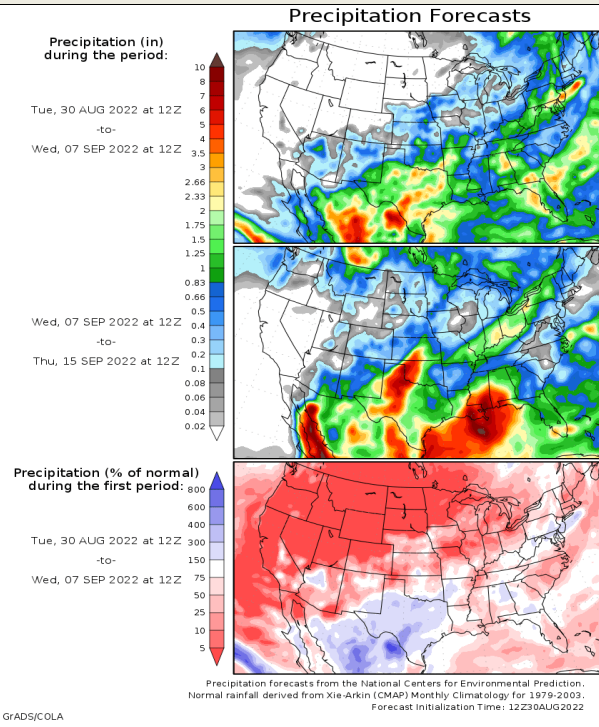 Precipitation Forecasts
Precipitation (in)
during the period:
Tue, 30 AUG 2022 at 12Z
-to-
Wed, 07 SEP 2022 at 12Z
10
8
7
6
5
4
3.5
3
2.66
2.33
2
1.75
1.5
1.25
1
0.83
0.66
0.5
0.4
0.3
0.2
0.1
0.08
0.06
0.04
0.02
Wed, 07 SEP 2022 at 12Z
-to-
Thu, 15 SEP 2022 at 12Z
Precipitation (% of normal)
during the first period:
Tue, 30 AUG 2022 at 12Z
-to-
Wed, 07 SEP 2022 at 12Z
800
600
400
300
150
75
50
25
10
5
Precipitation forecasts from the National Centers for Environmental Prediction.
Normal rainfall derived from Xie-Arkin (CMAP) Monthly Climatology for 1979-2003.
Forecast Initialization Time: 12Z30AUG2022
GrADS/COLA